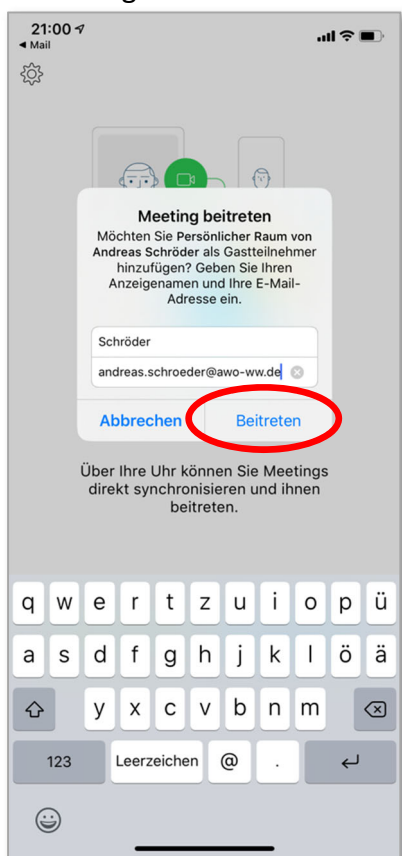 21:00
Mail
Meeting beitreten
Möchten Sie Persönlicher Raum von
Andreas Schröder als Gastteilnehmer
hinzufügen? Geben Sie Ihren
Anzeigenamen und Ihre E-Mail-
Adresse ein.
Schröder
andreas.schroeder@awo-ww.de
Abbrechen Beitreten
Über Ihre Uhr können Sie Meetings
direkt synchronisieren und ihnen
beitreten.
q w e r t z u i o p ü
a s d f g h j k l ö ä
y x c v b n m
123 Leerzeichen @ .